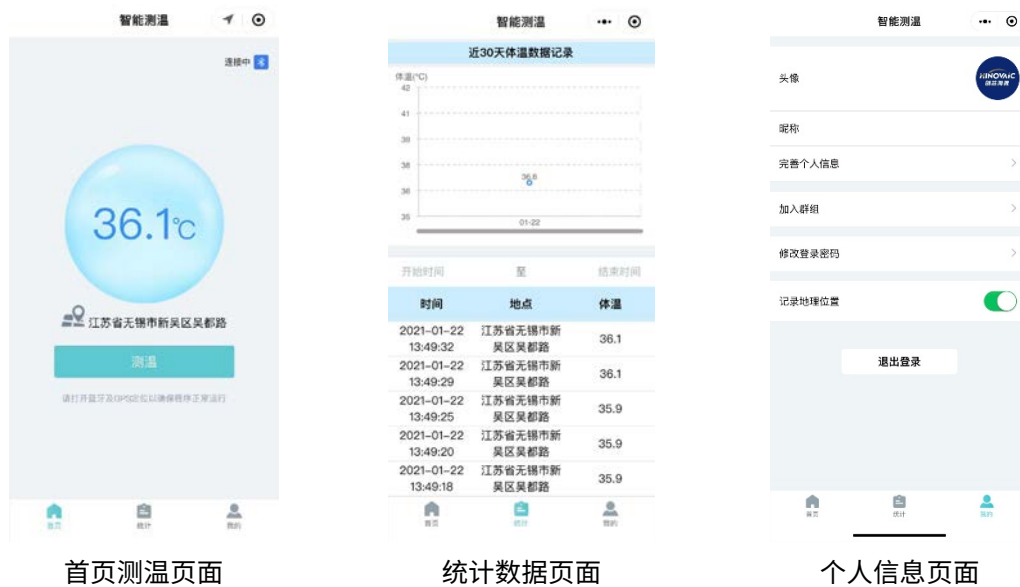 智能测温
连接中
36.1℃
江苏省无锡市新吴区吴都路
测温
请打开蓝牙及GPS定位以确保程序正常运行
首页
统计
我的
首页测温页面
智能测温
近30天体温数据记录
体温(°C)
42
41
39
38
36
35
36.8
01-22
开始时间
至
结束时间
时间
地点
体温
2021-01-22 13:49:32
江苏省无锡市新吴区吴都路
36.1
2021-01-22 13:49:29
江苏省无锡市新吴区吴都路
36.1
2021-01-22 13:49:25
江苏省无锡市新吴区吴都路
35.9
2021-01-22 13:49:20
江苏省无锡市新吴区吴都路
35.9
2021-01-22 13:49:18
江苏省无锡市新吴区吴都路
35.9
首页
统计
我的
统计数据页面
智能测温
头像
昵称
完善个人信息
加入群组
修改登录密码
记录地理位置
退出登录
首页
统计
我的
个人信息页面